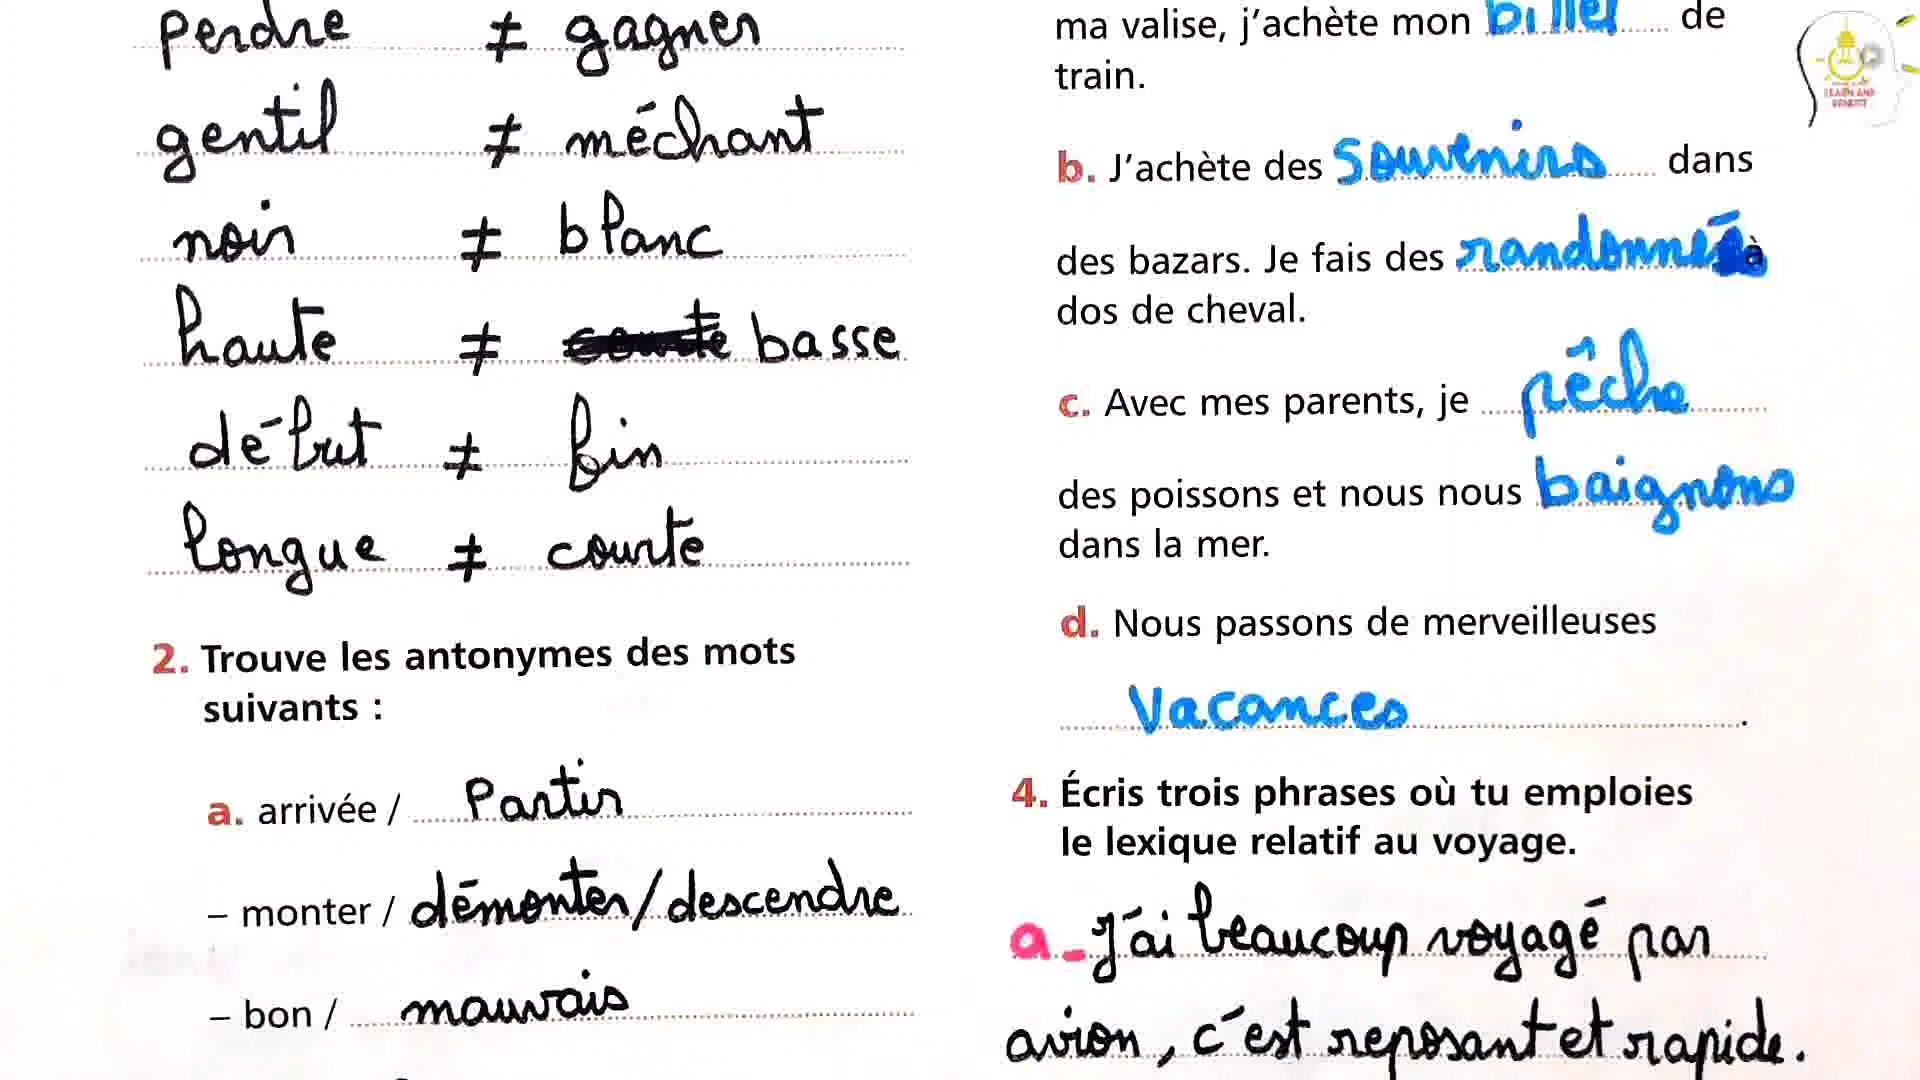 perdre ≠ gagner
gentil ≠ méchant
noir ≠ blanc
haute ≠ courte basse
début ≠ fin
longue ≠ courte
2. Trouve les antonymes des mots
suivants :
a. arrivée / Partir
– monter / démonter/descendre
– bon / mauvais
ma valise, j'achète mon billet de
train.
b. J'achète des souvenirs dans
des bazars. Je fais des randonné à
dos de cheval.
c. Avec mes parents, je pêche
des poissons et nous nous baignons
dans la mer.
d. Nous passons de merveilleuses
Vacances.
4. Écris trois phrases où tu emploies
le lexique relatif au voyage.
a- J'ai beaucoup voyagé par
avion, c'est reposant et rapide.
LEARN AND
BENEFIT